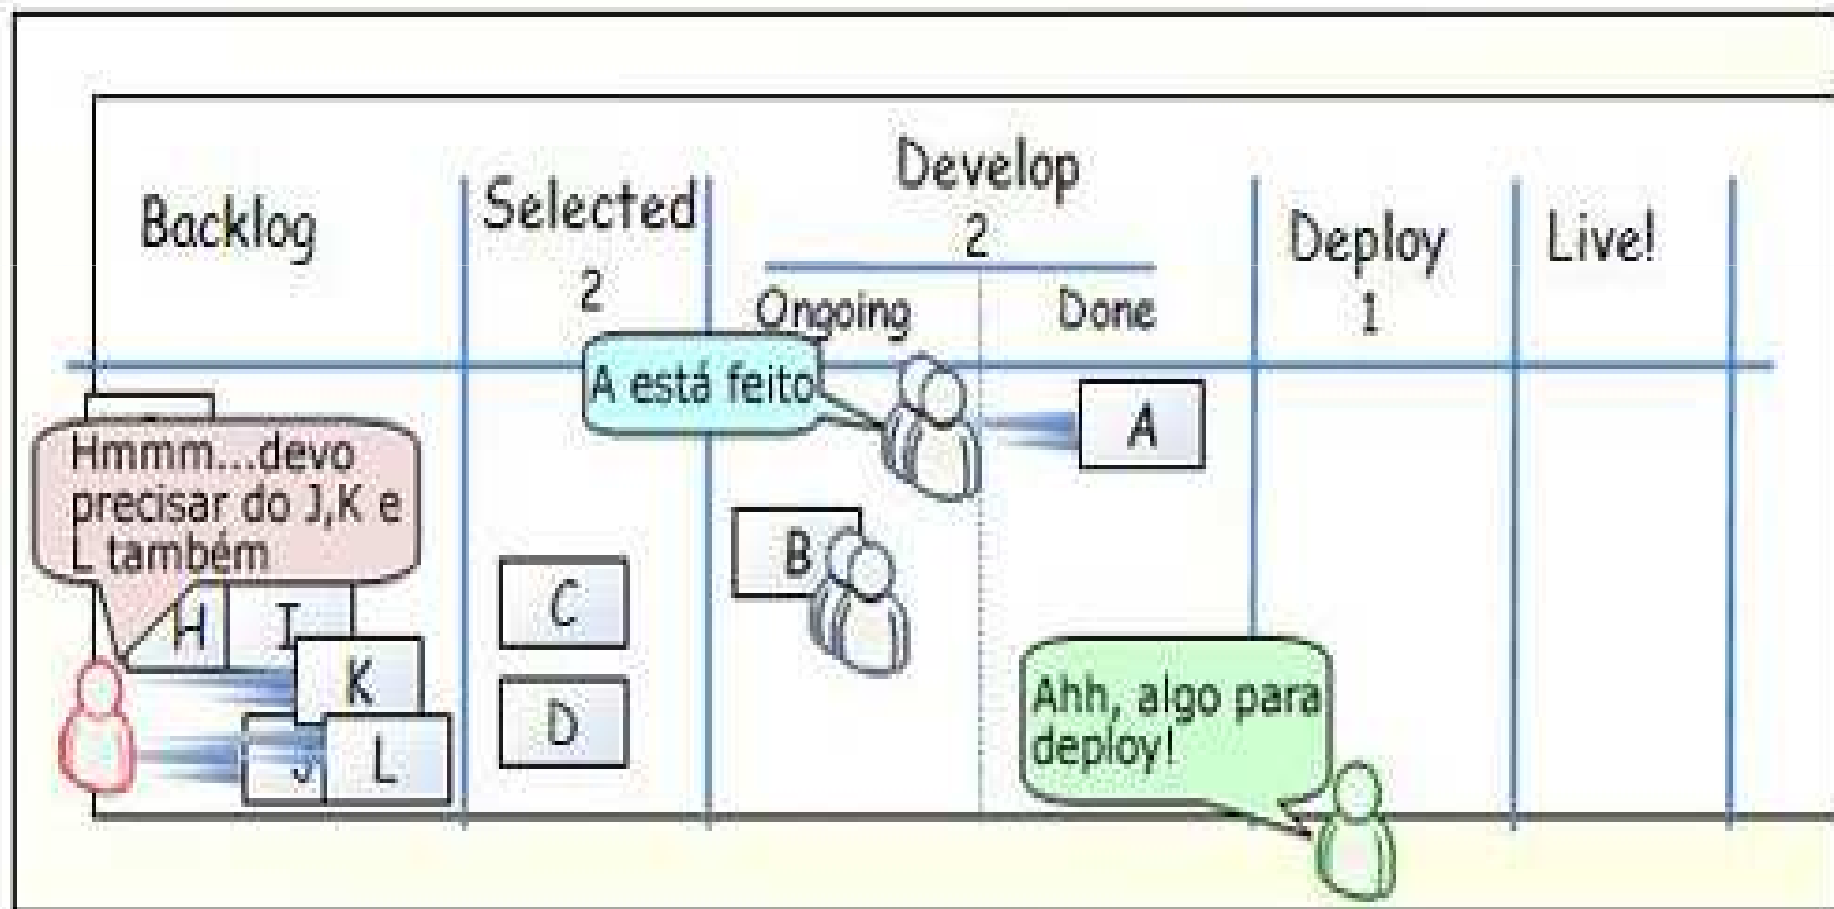 Backlog
Selected
2
Develop
2
Ongoing
Done
Deploy
1
Live!
A está feito
A
Hmmm...devo
precisar do J,K e
L também
B
C
H
I
K
D
J
L
Ahh, algo para
deploy!